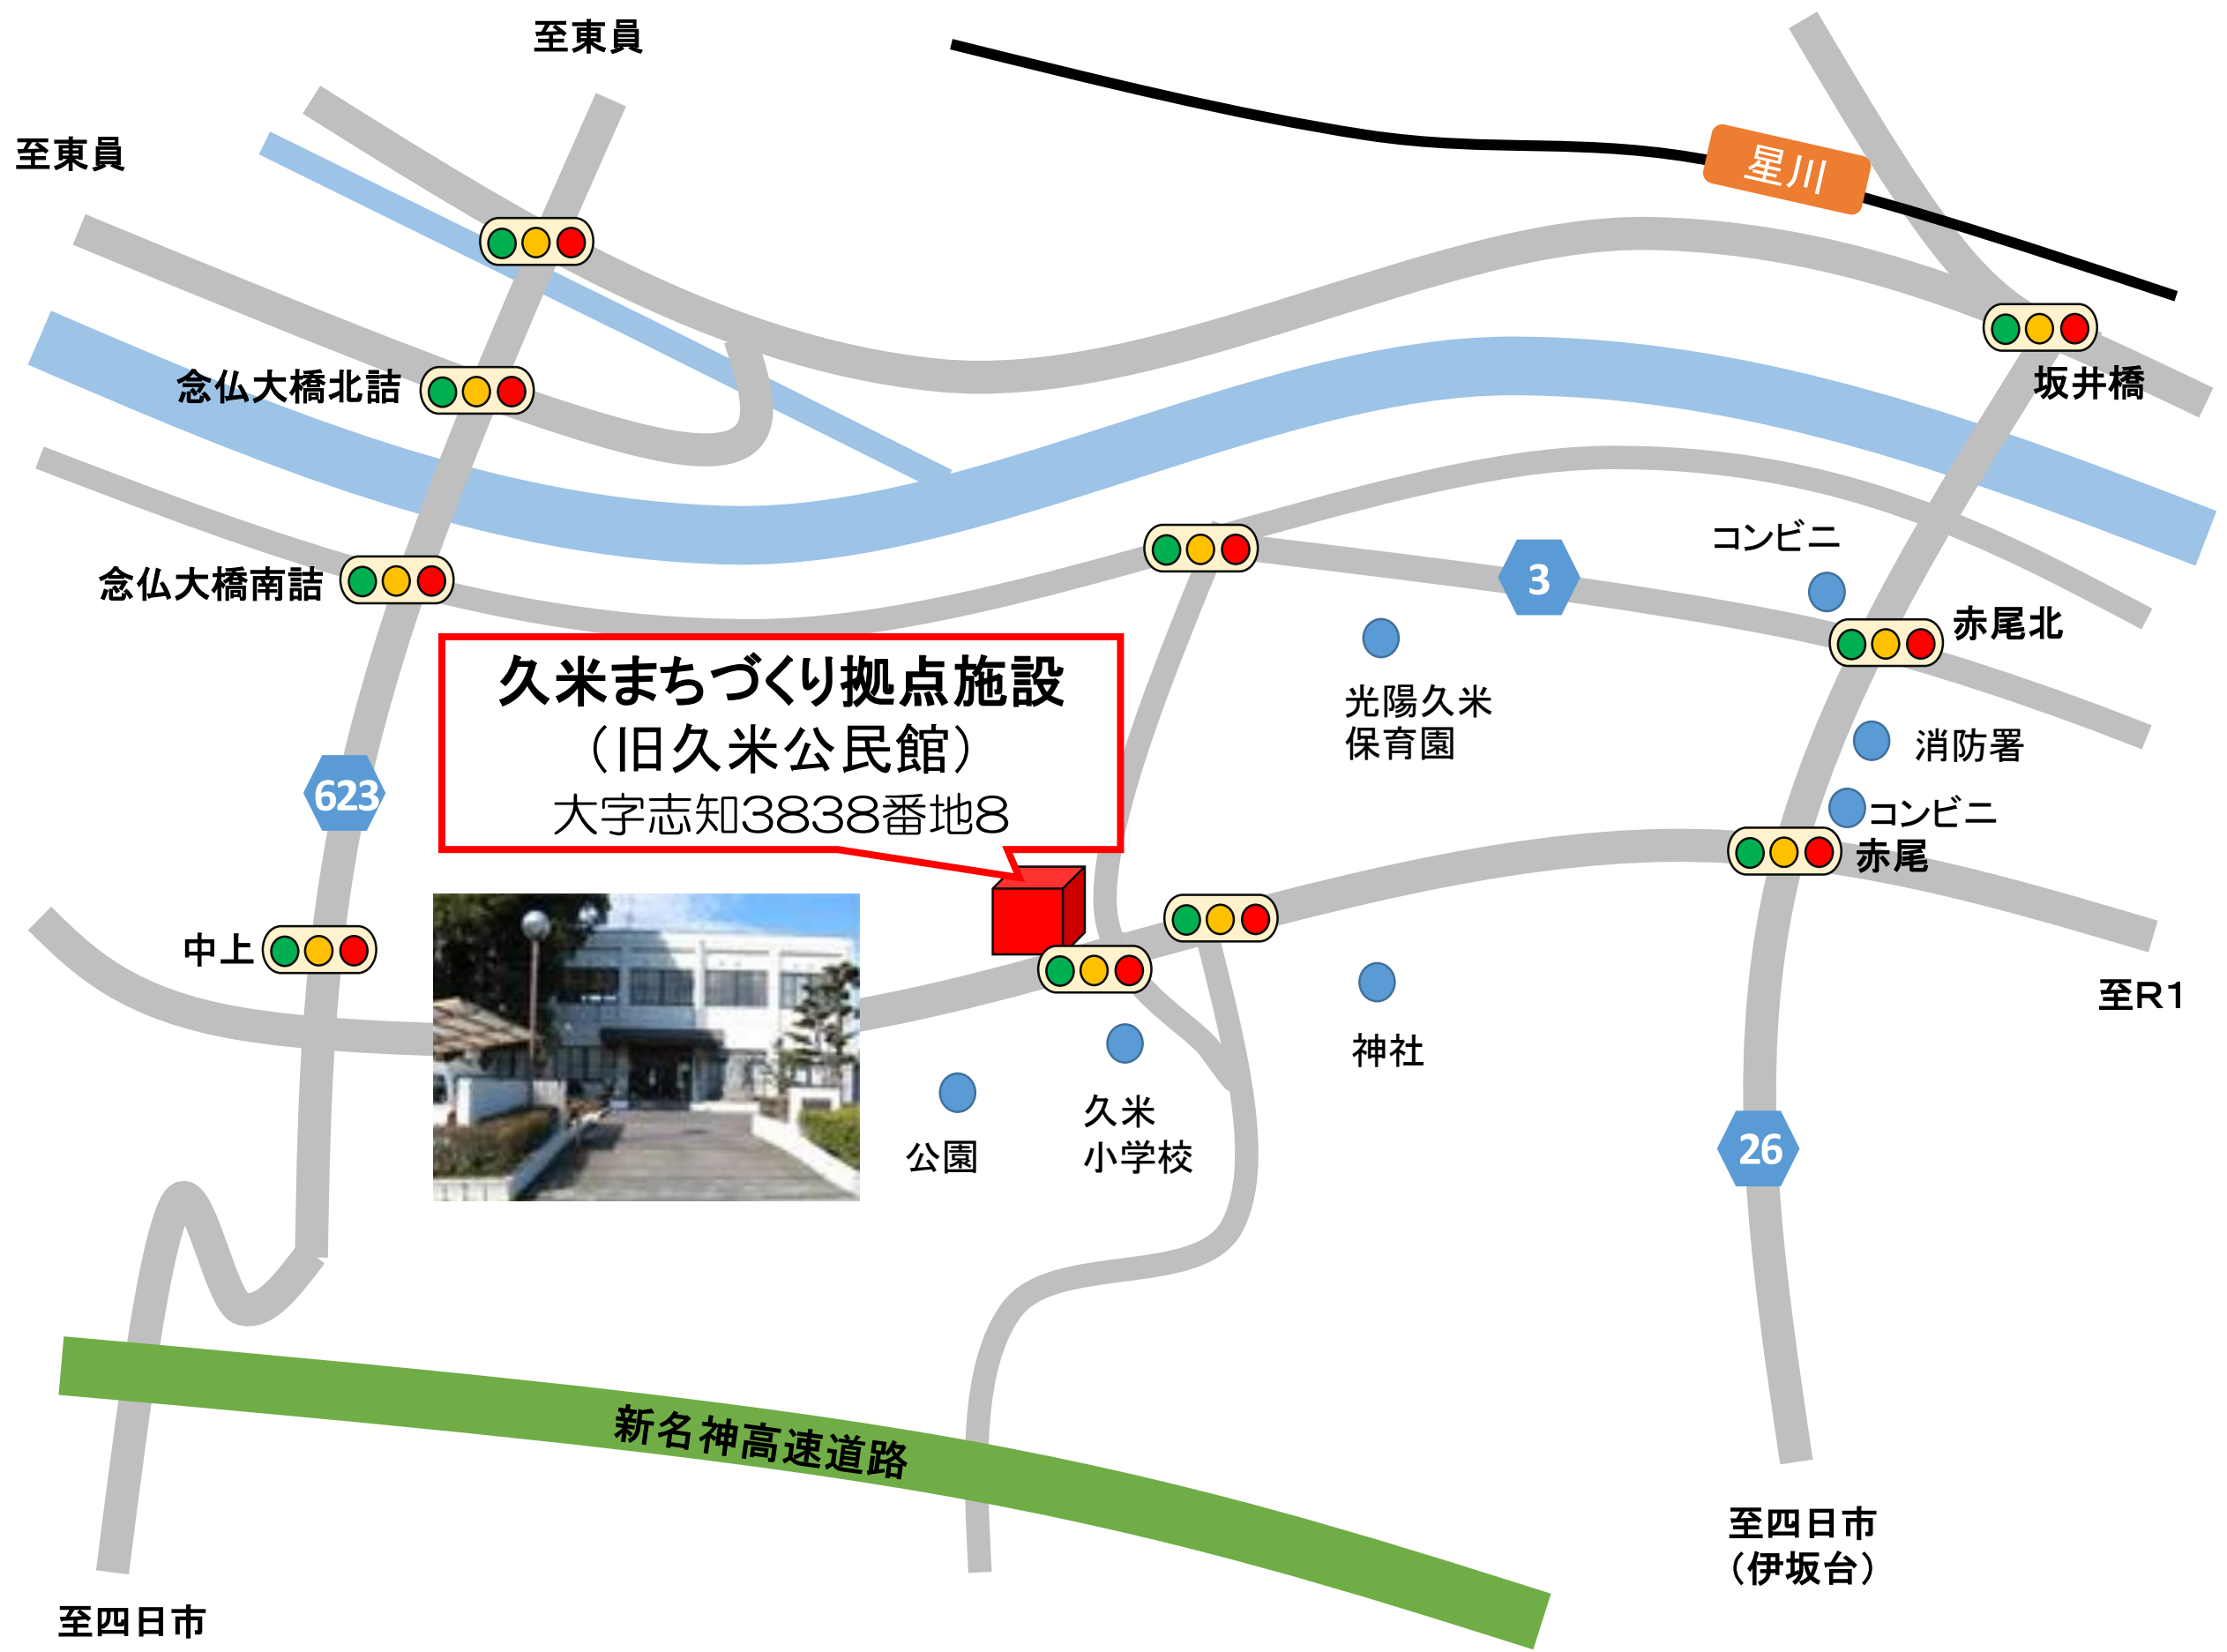 至東員
至東員
星川
念仏大橋北詰
坂井橋
コンビニ
念仏大橋南詰
3
赤尾北
久米まちづくり拠点施設
（旧久米公民館）
大字志知3838番地8
光陽久米
保育園
消防署
623
コンビニ
赤尾
中上
至R1
神社
久米
小学校
公園
26
新名神高速道路
至四日市
（伊坂台）
至四日市